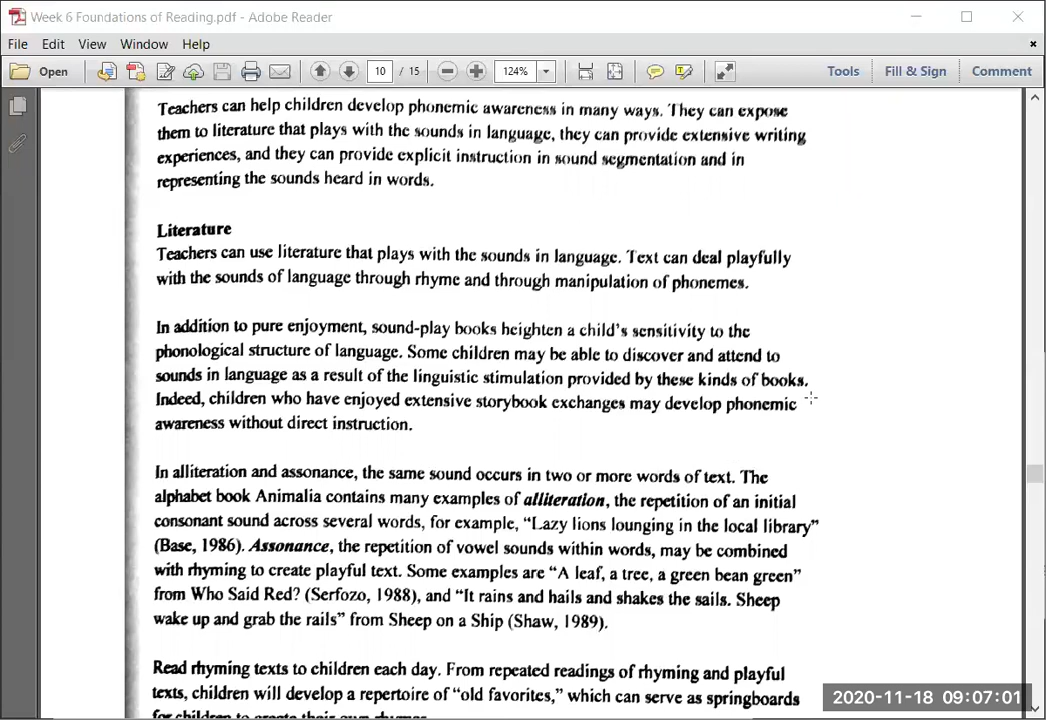 Week 6 Foundations of Reading.pdf - Adobe Reader
File Edit View Window Help
Open 10 / 15 124% Tools Fill & Sign Comment
Teachers can help children develop phonemic awareness in many ways. They can expose
them to literature that plays with the sounds in language, they can provide extensive writing
experiences, and they can provide explicit instruction in sound segmentation and in
representing the sounds heard in words.
Literature
Teachers can use literature that plays with the sounds in language. Text can deal playfully
with the sounds of language through rhyme and through manipulation of phonemes.
In addition to pure enjoyment, sound-play books heighten a child's sensitivity to the
phonological structure of language. Some children may be able to discover and attend to
sounds in language as a result of the linguistic stimulation provided by these kinds of books.
Indeed, children who have enjoyed extensive storybook exchanges may develop phonemic
awareness without direct instruction.
In alliteration and assonance, the same sound occurs in two or more words of text. The
alphabet book Animalia contains many examples of alliteration, the repetition of an initial
consonant sound across several words, for example, "Lazy lions lounging in the local library"
(Base, 1986). Assonance, the repetition of vowel sounds within words, may be combined
with rhyming to create playful text. Some examples are "A leaf, a tree, a green bean green"
from Who Said Red? (Serfozo, 1988), and "It rains and hails and shakes the sails. Sheep
wake up and grab the rails" from Sheep on a Ship (Shaw, 1989).
Read rhyming texts to children each day. From repeated readings of rhyming and playful
texts, children will develop a repertoire of "old favorites," which can serve as springboards
for children to create their own rhymes.
2020-11-18 09:07:01